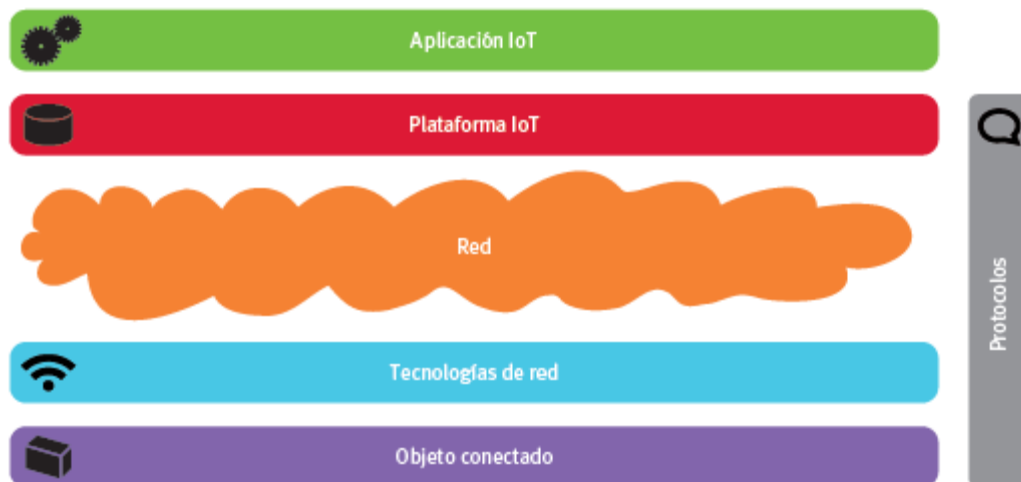 Aplicación IoT
Plataforma IoT
Red
Tecnologías de red
Objeto conectado
Protocolos